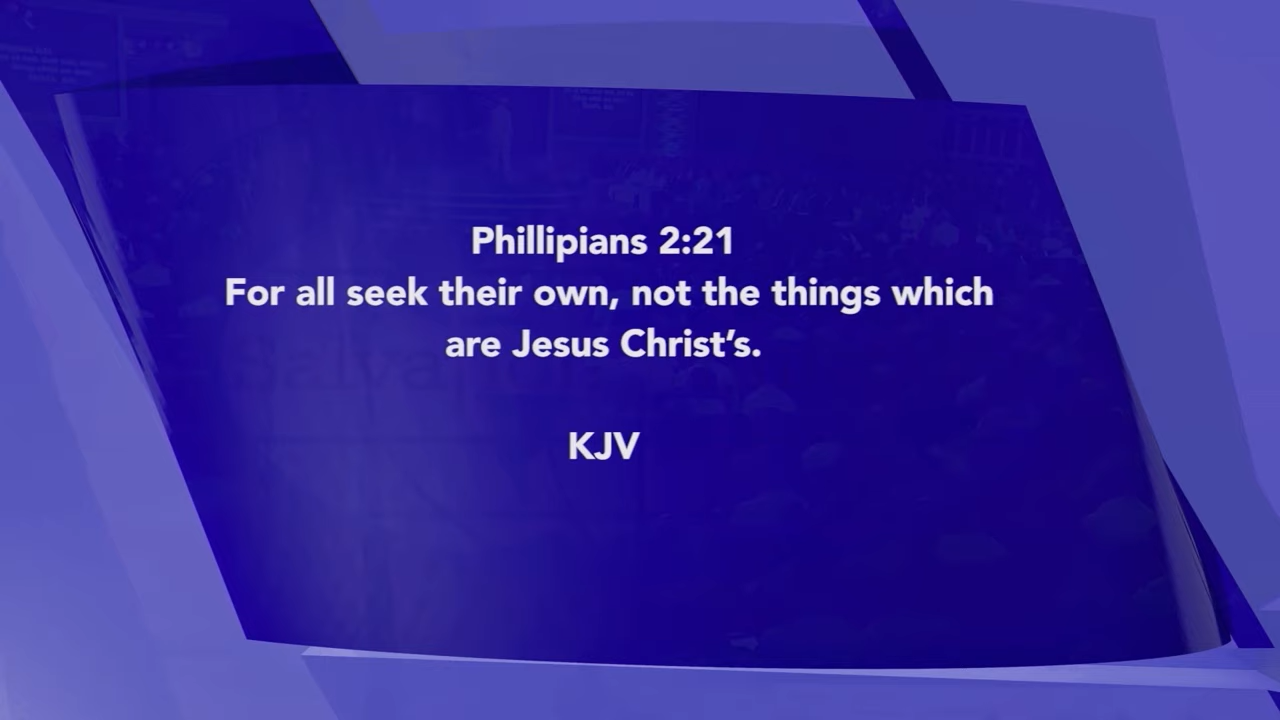 Phillipians 2:21
For all seek their own, not the things which
are Jesus Christ’s.
KJV